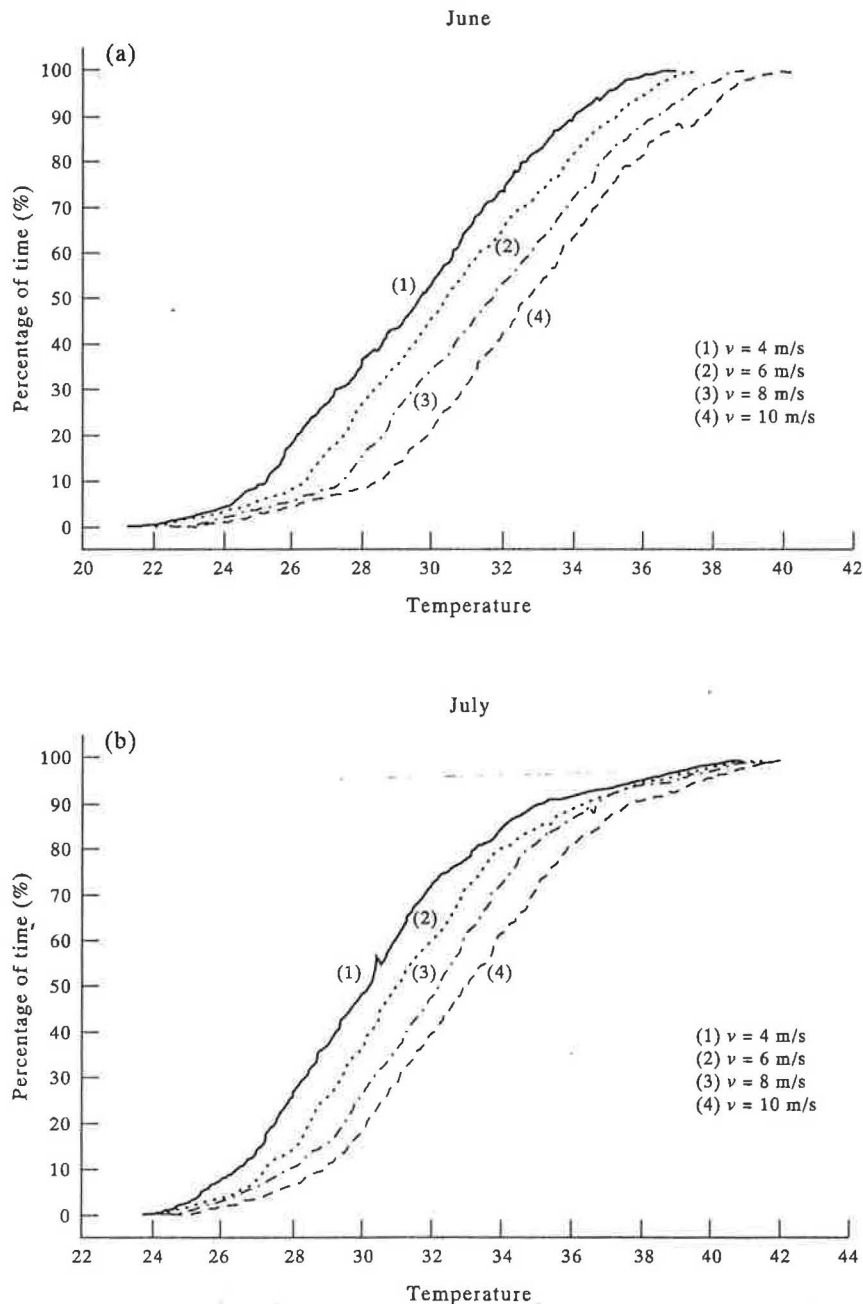 June
(a)
100
90
80
70
60
50
40
30
20
10
0
Percentage of time (%)
(1)
(2)
(3)
(4)
(1) v = 4 m/s
(2) v = 6 m/s
(3) v = 8 m/s
(4) v = 10 m/s
20 22 24 26 28 30 32 34 36 38 40 42
Temperature
July
(b)
100
90
80
70
60
50
40
30
20
10
0
Percentage of time (%)
(1)
(2)
(3)
(4)
(1) v = 4 m/s
(2) v = 6 m/s
(3) v = 8 m/s
(4) v = 10 m/s
22 24 26 28 30 32 34 36 38 40 42 44
Temperature